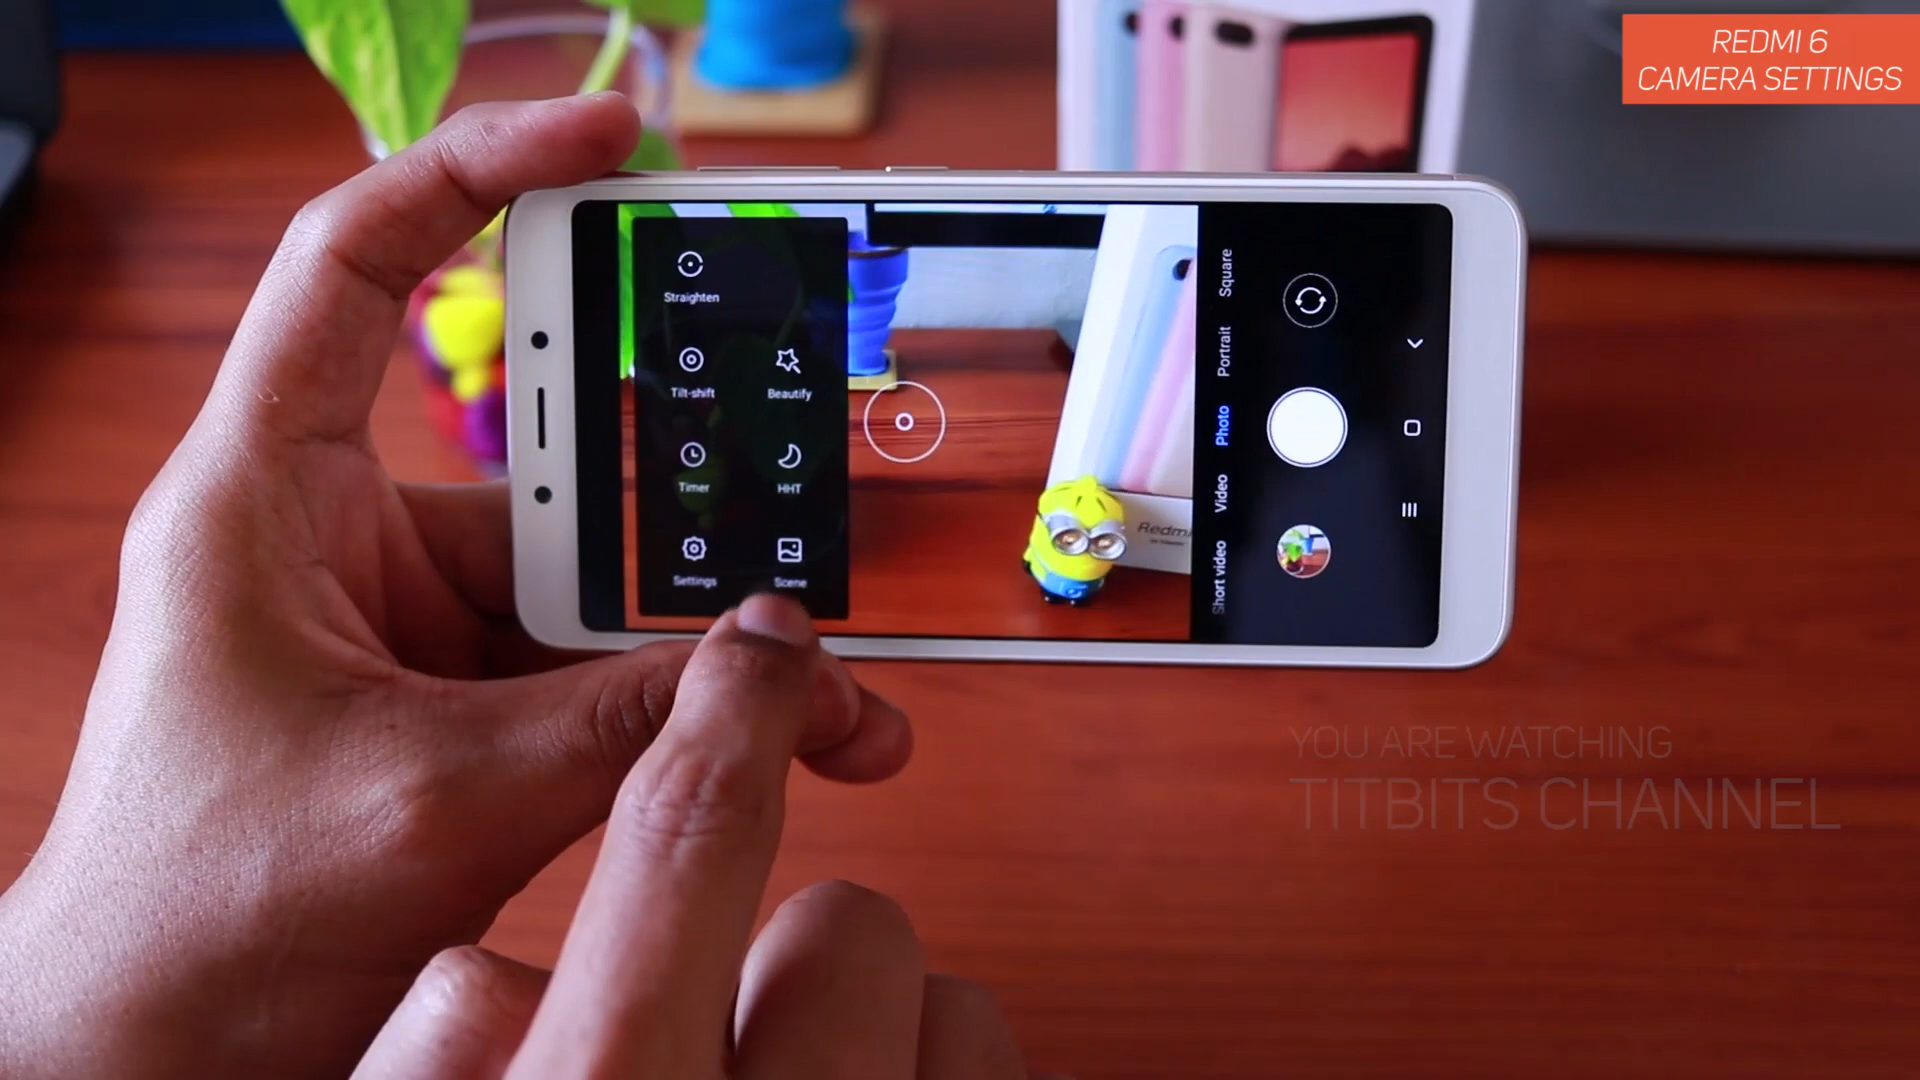 REDMI 6
CAMERA SETTINGS
Straighten
Tilt-shift
Beautify
Timer
HHT
Settings
Scene
Square
Portrait
Photo
Video
Short video
Redmi
YOU ARE WATCHING
TITBITS CHANNEL